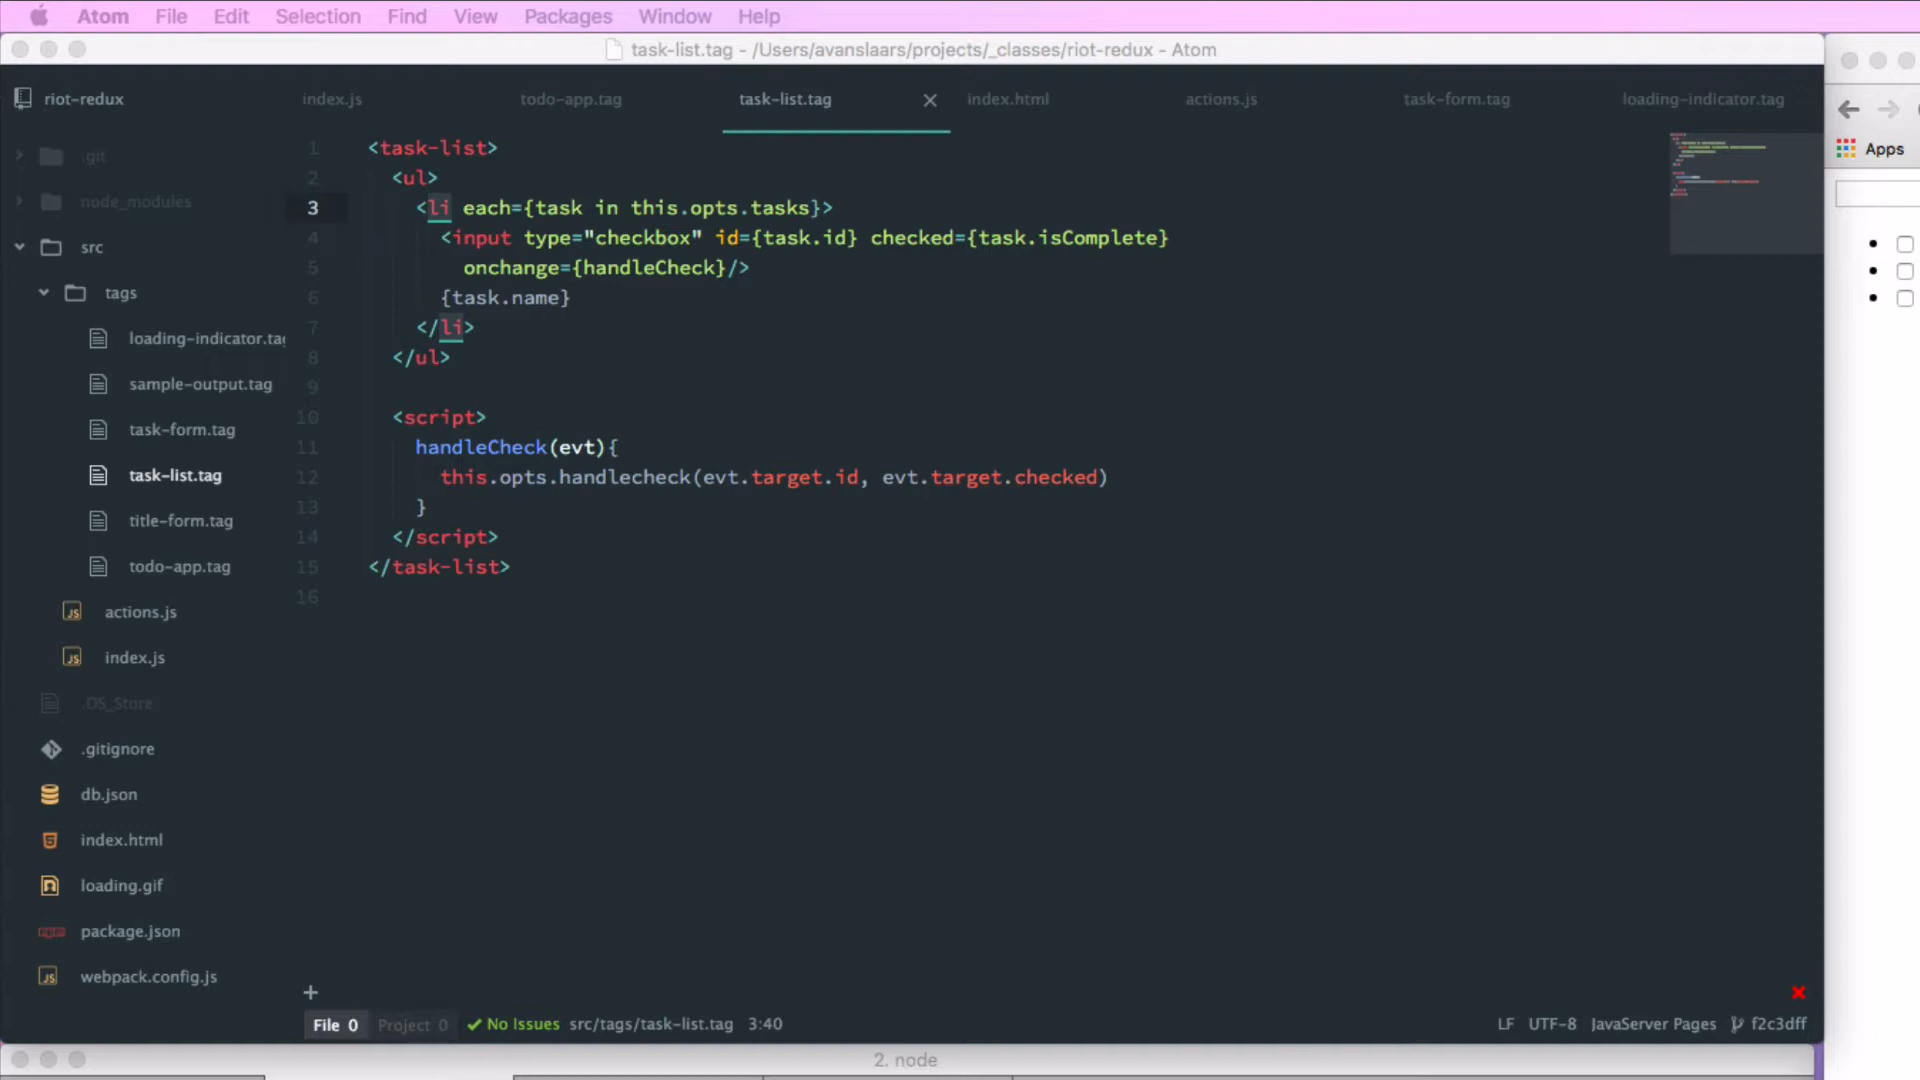 Atom File Edit Selection Find View Packages Window Help
task-list.tag - /Users/avanslaars/projects/_classes/riot-redux - Atom
riot-redux
index.js todo-app.tag task-list.tag index.html actions.js task-form.tag loading-indicator.tag
Apps
.git
node_modules
src
tags
loading-indicator.tag
sample-output.tag
task-form.tag
task-list.tag
title-form.tag
todo-app.tag
actions.js
index.js
.DS_Store
.gitignore
db.json
index.html
loading.gif
package.json
webpack.config.js
1 <task-list>
2 <ul>
3 <li each={task in this.opts.tasks}>
4 <input type="checkbox" id={task.id} checked={task.isComplete}
5 onchange={handleCheck}/>
6 {task.name}
7 </li>
8 </ul>
9
10 <script>
11 handleCheck(evt){
12 this.opts.handlecheck(evt.target.id, evt.target.checked)
13 }
14 </script>
15 </task-list>
16
File 0 Project 0 No Issues src/tags/task-list.tag 3:40 LF UTF-8 JavaServer Pages f2c3dff
2. node